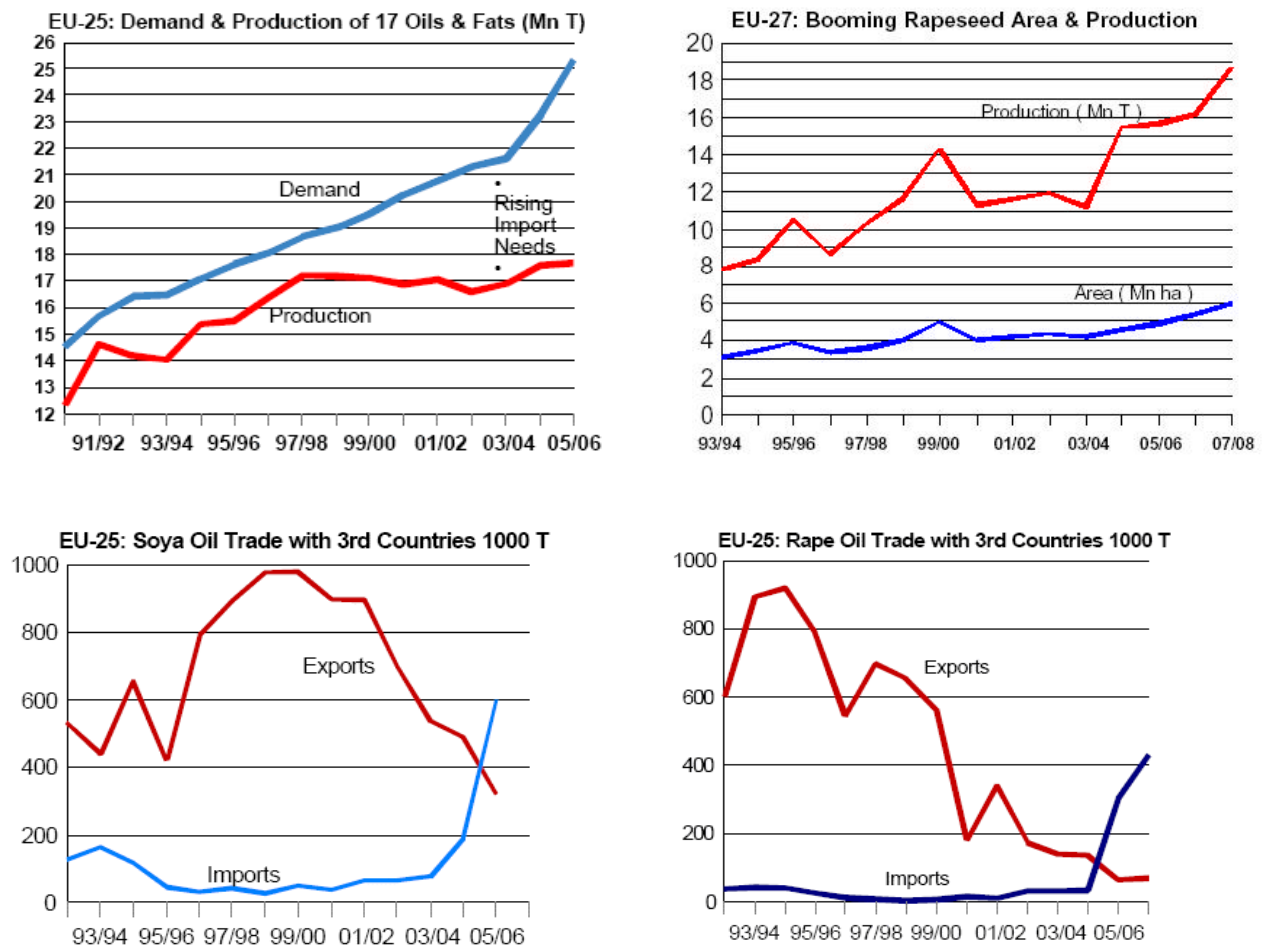 EU-25: Demand & Production of 17 Oils & Fats (Mn T)
26
25
24
23
22
21
20
19
18
17
16
15
14
13
12
Demand
Rising
Import
Needs
Production
91/92 93/94 95/96 97/98 99/00 01/02 03/04 05/06
EU-27: Booming Rapeseed Area & Production
20
18
16
14
12
10
8
6
4
2
0
Production ( Mn T )
Area ( Mn ha )
93/94 95/96 97/98 99/00 01/02 03/04 05/06 07/08
EU-25: Soya Oil Trade with 3rd Countries 1000 T
1000
800
600
400
200
0
Exports
Imports
93/94 95/96 97/98 99/00 01/02 03/04 05/06
EU-25: Rape Oil Trade with 3rd Countries 1000 T
1000
800
600
400
200
0
Exports
Imports
93/94 95/96 97/98 99/00 01/02 03/04 05/06